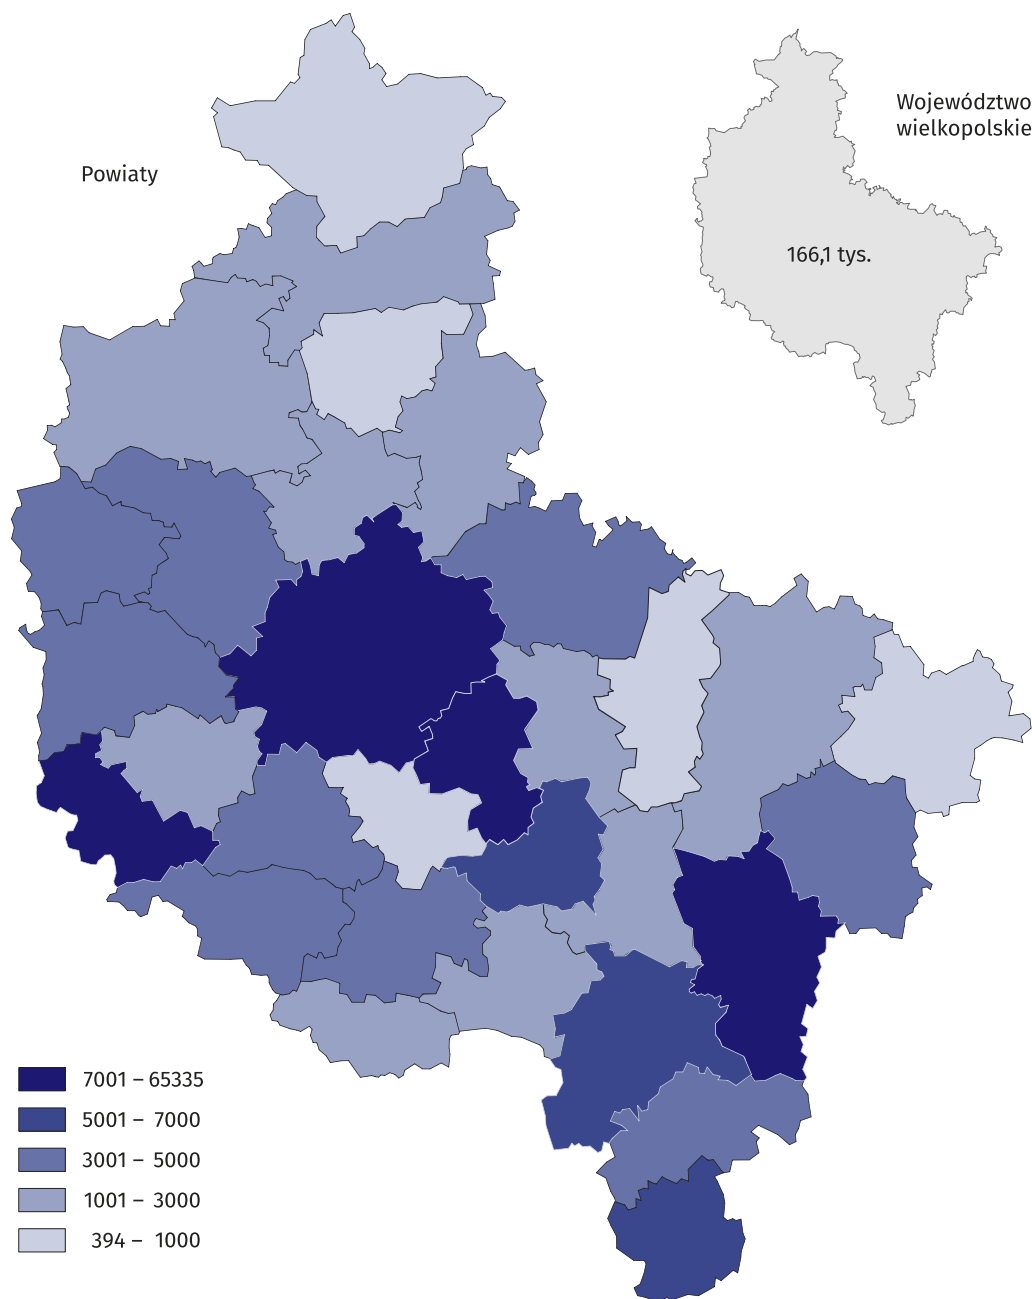 Województwo
wielkopolskie
Powiaty
166,1 tys.
7001 – 65335
5001 – 7000
3001 – 5000
1001 – 3000
394 – 1000